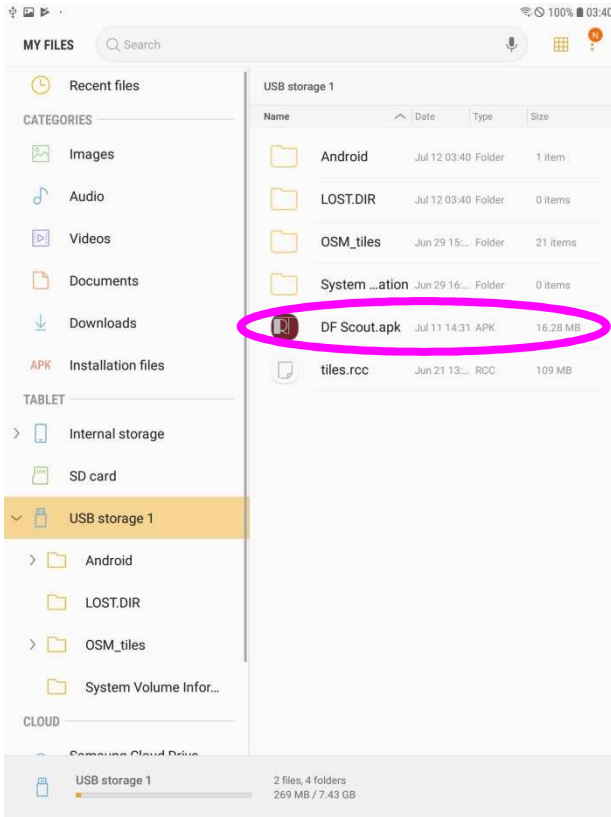 100% 03:40
MY FILES
Search
N
Recent files
CATEGORIES
Images
Audio
Videos
Documents
Downloads
APK Installation files
TABLET
Internal storage
SD card
USB storage 1
Android
LOST.DIR
OSM_tiles
System Volume Infor...
CLOUD
Samsung Cloud Drive
USB storage 1
Name Date Type Size
Android Jul 12 03:40 Folder 1 item
LOST.DIR Jul 12 03:40 Folder 0 items
OSM_tiles Jun 29 15:... Folder 21 items
System ...ation Jun 29 16:... Folder 0 items
DF Scout.apk Jul 11 14:31 APK 16.28 MB
tiles.rcc Jun 21 13:... RCC 109 MB
USB storage 1
2 files, 4 folders
269 MB / 7.43 GB